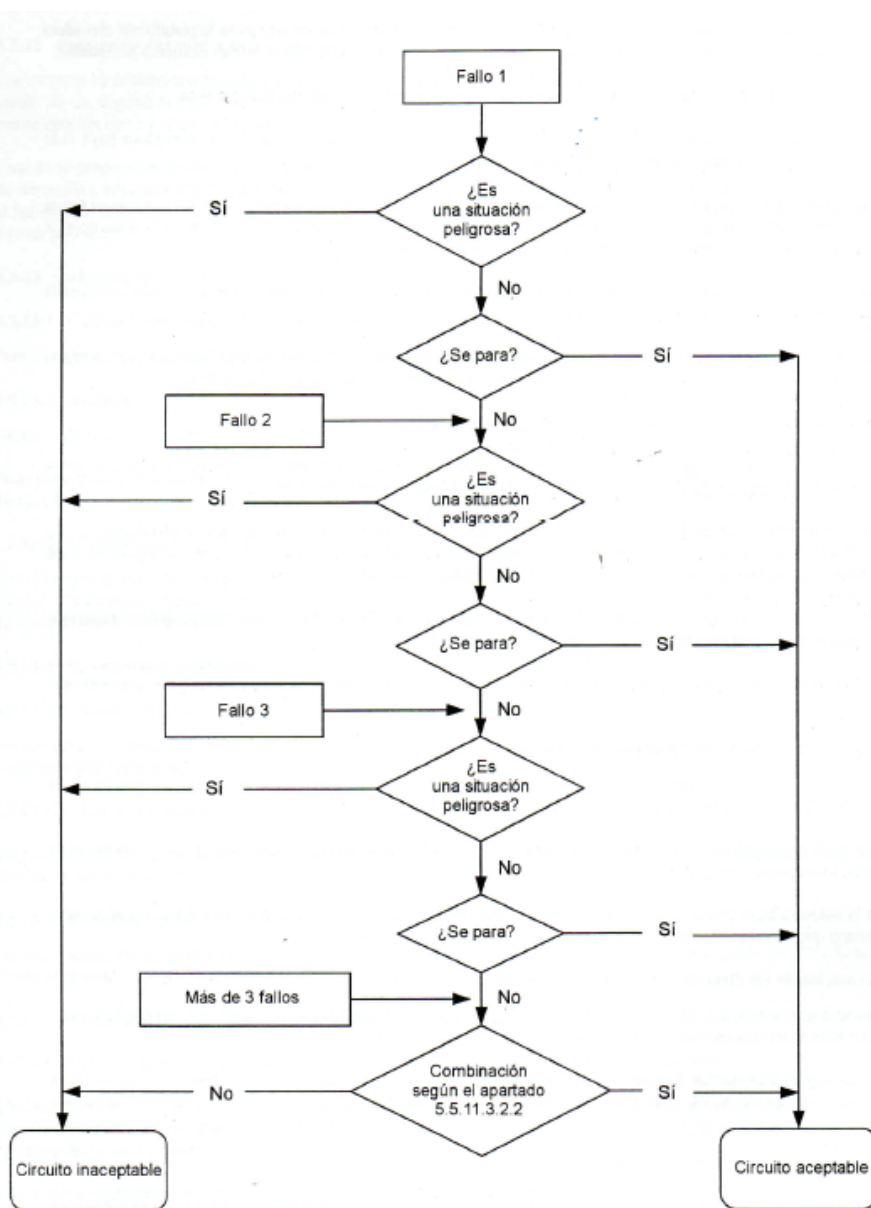 Fallo 1
¿Es
una situación
peligrosa?
Sí
No
¿Se para?
Sí
Fallo 2
No
¿Es
una situación
peligrosa?
Sí
No
¿Se para?
Sí
Fallo 3
No
¿Es
una situación
peligrosa?
Sí
No
¿Se para?
Sí
Más de 3 fallos
No
Combinación
según el apartado
5.5.11.3.2.2
No
Sí
Circuito inaceptable
Circuito aceptable